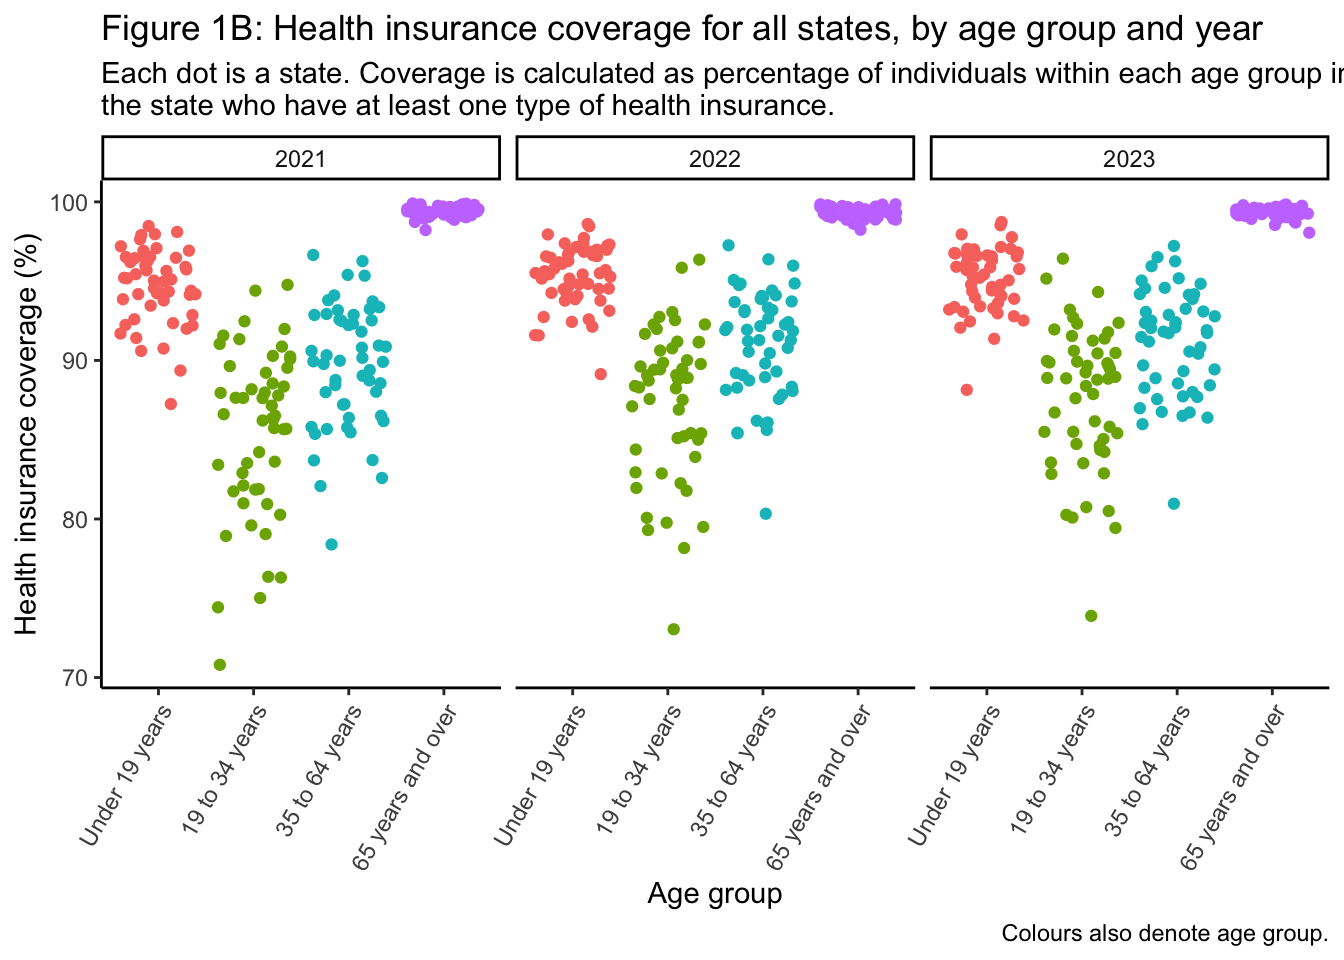 Figure 1B: Health insurance coverage for all states, by age group and year
Each dot is a state. Coverage is calculated as percentage of individuals within each age group in
the state who have at least one type of health insurance.
2021
2022
2023
Health insurance coverage (%)
100
90
80
70
Under 19 years
19 to 34 years
35 to 64 years
65 years and over
Under 19 years
19 to 34 years
35 to 64 years
65 years and over
Under 19 years
19 to 34 years
35 to 64 years
65 years and over
Age group
Colours also denote age group.